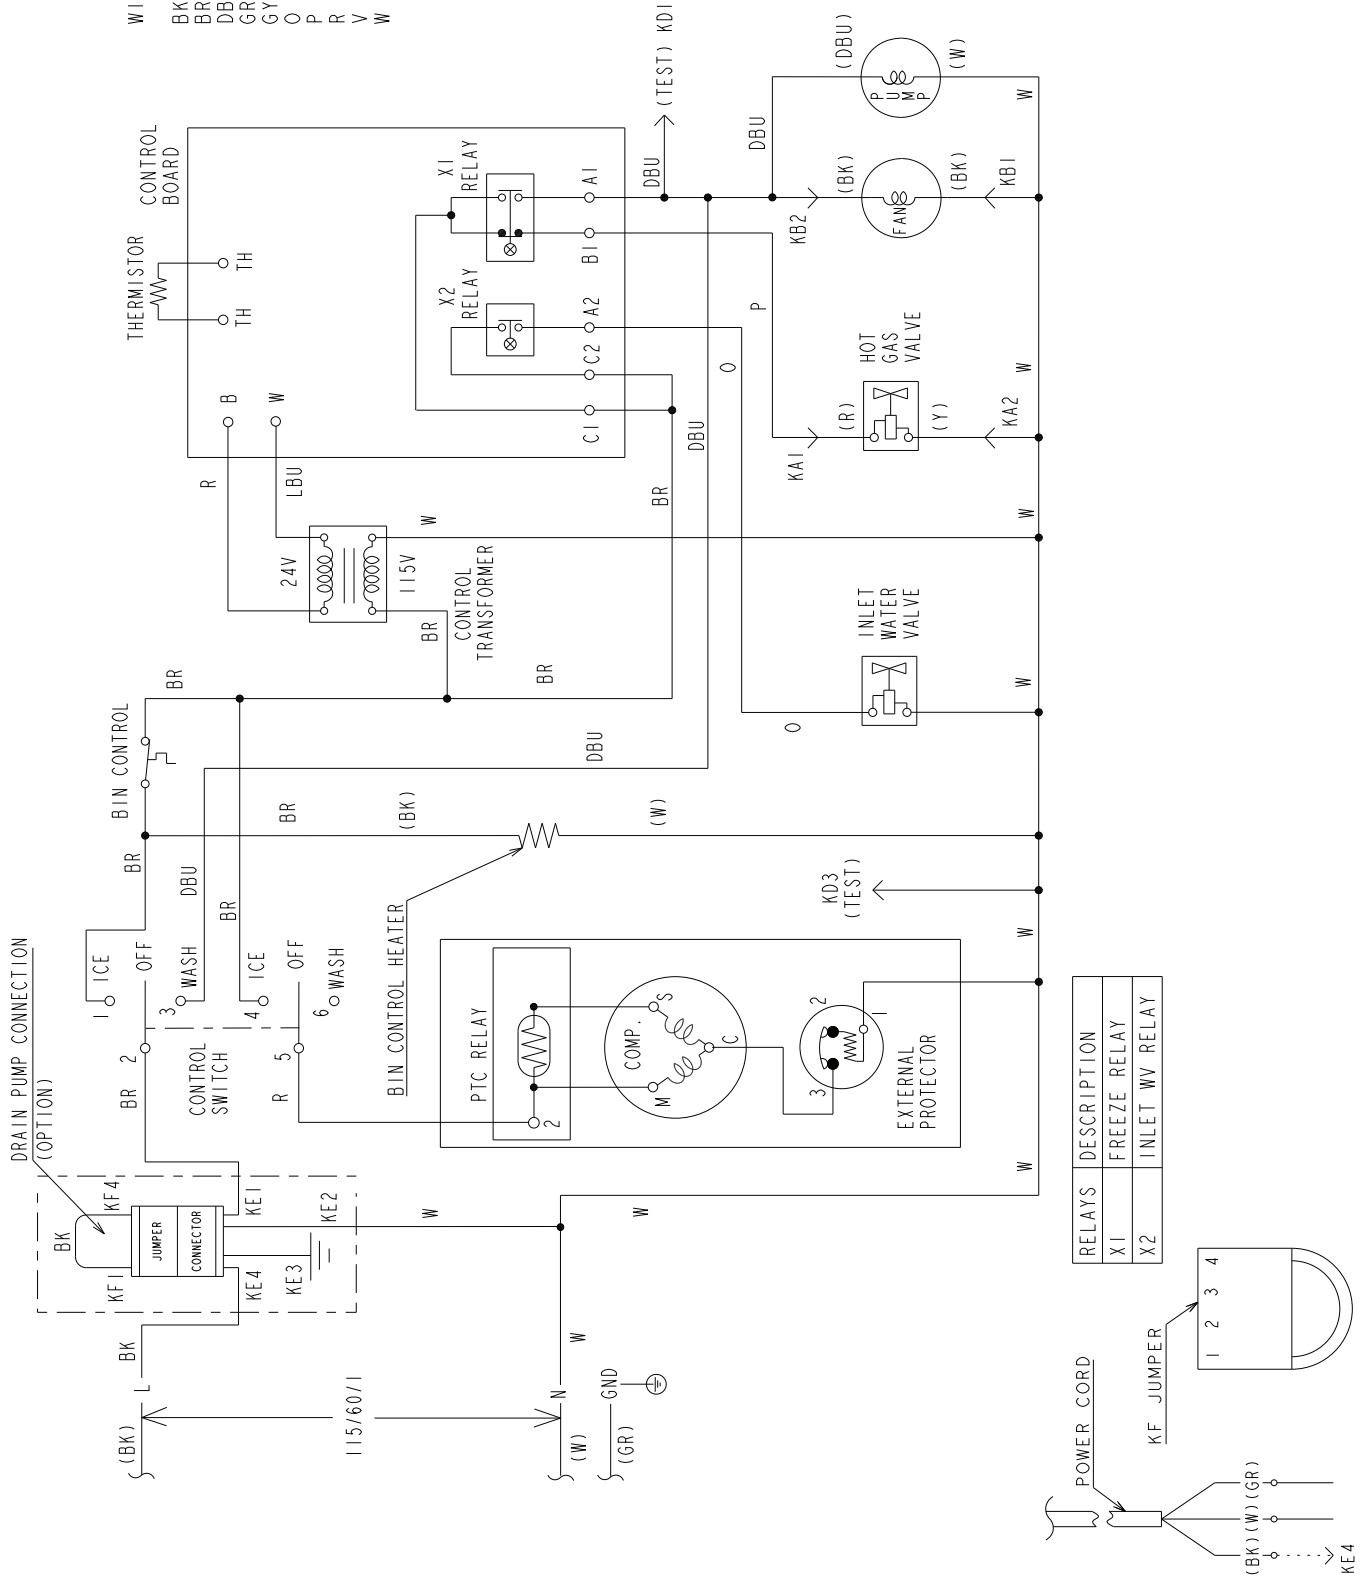 WI
BK
BR
DB
GR
GY
O
P
R
V
W
DRAIN PUMP CONNECTION
(OPTION)
BK
KF1
KF4
JUMPER
CONNECTOR
KE4
KE1
KE3
KE2
(BK)
L
BK
115/60/1
(W)
N
W
(GR)
GND
W
W
W
BR
2
CONTROL
SWITCH
R
5
1
ICE
OFF
3
WASH
4
ICE
OFF
6
WASH
BR
DBU
BR
BIN CONTROL
BR
BR
(BK)
(W)
DBU
BIN CONTROL HEATER
PTC RELAY
2
COMP.
M
S
C
EXTERNAL
PROTECTOR
3
2
1
KD3
(TEST)
W
BR
BR
CONTROL
TRANSFORMER
24V
115V
R
LBU
W
THERMISTOR
TH
TH
CONTROL
BOARD
B
W
X2
RELAY
X1
RELAY
C1
C2
A2
B1
A1
BR
DBU
O
P
DBU
(TEST)
KD1
DBU
INLET
WATER
VALVE
O
W
W
HOT
GAS
VALVE
KA1
(R)
(Y)
KA2
W
KB2
(BK)
FAN
(BK)
KB1
(DBU)
PUMP
(W)
W
RELAYS DESCRIPTION
X1 FREEZE RELAY
X2 INLET WV RELAY
KF JUMPER
1 2 3 4
POWER CORD
(BK) (W) (GR)
KE4